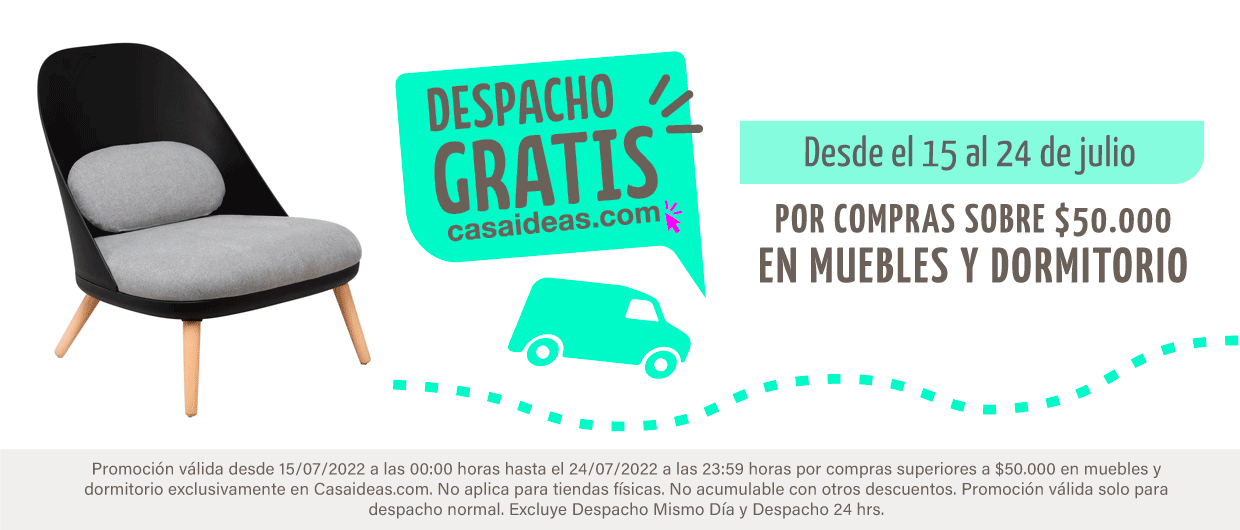 DESPACHO
GRATIS
casaideas.com
Desde el 15 al 24 de julio
POR COMPRAS SOBRE $50.000
EN MUEBLES Y DORMITORIO
Promoción válida desde 15/07/2022 a las 00:00 horas hasta el 24/07/2022 a las 23:59 horas por compras superiores a $50.000 en muebles y
dormitorio exclusivamente en Casaideas.com. No aplica para tiendas físicas. No acumulable con otros descuentos. Promoción válida solo para
despacho normal. Excluye Despacho Mismo Día y Despacho 24 hrs.